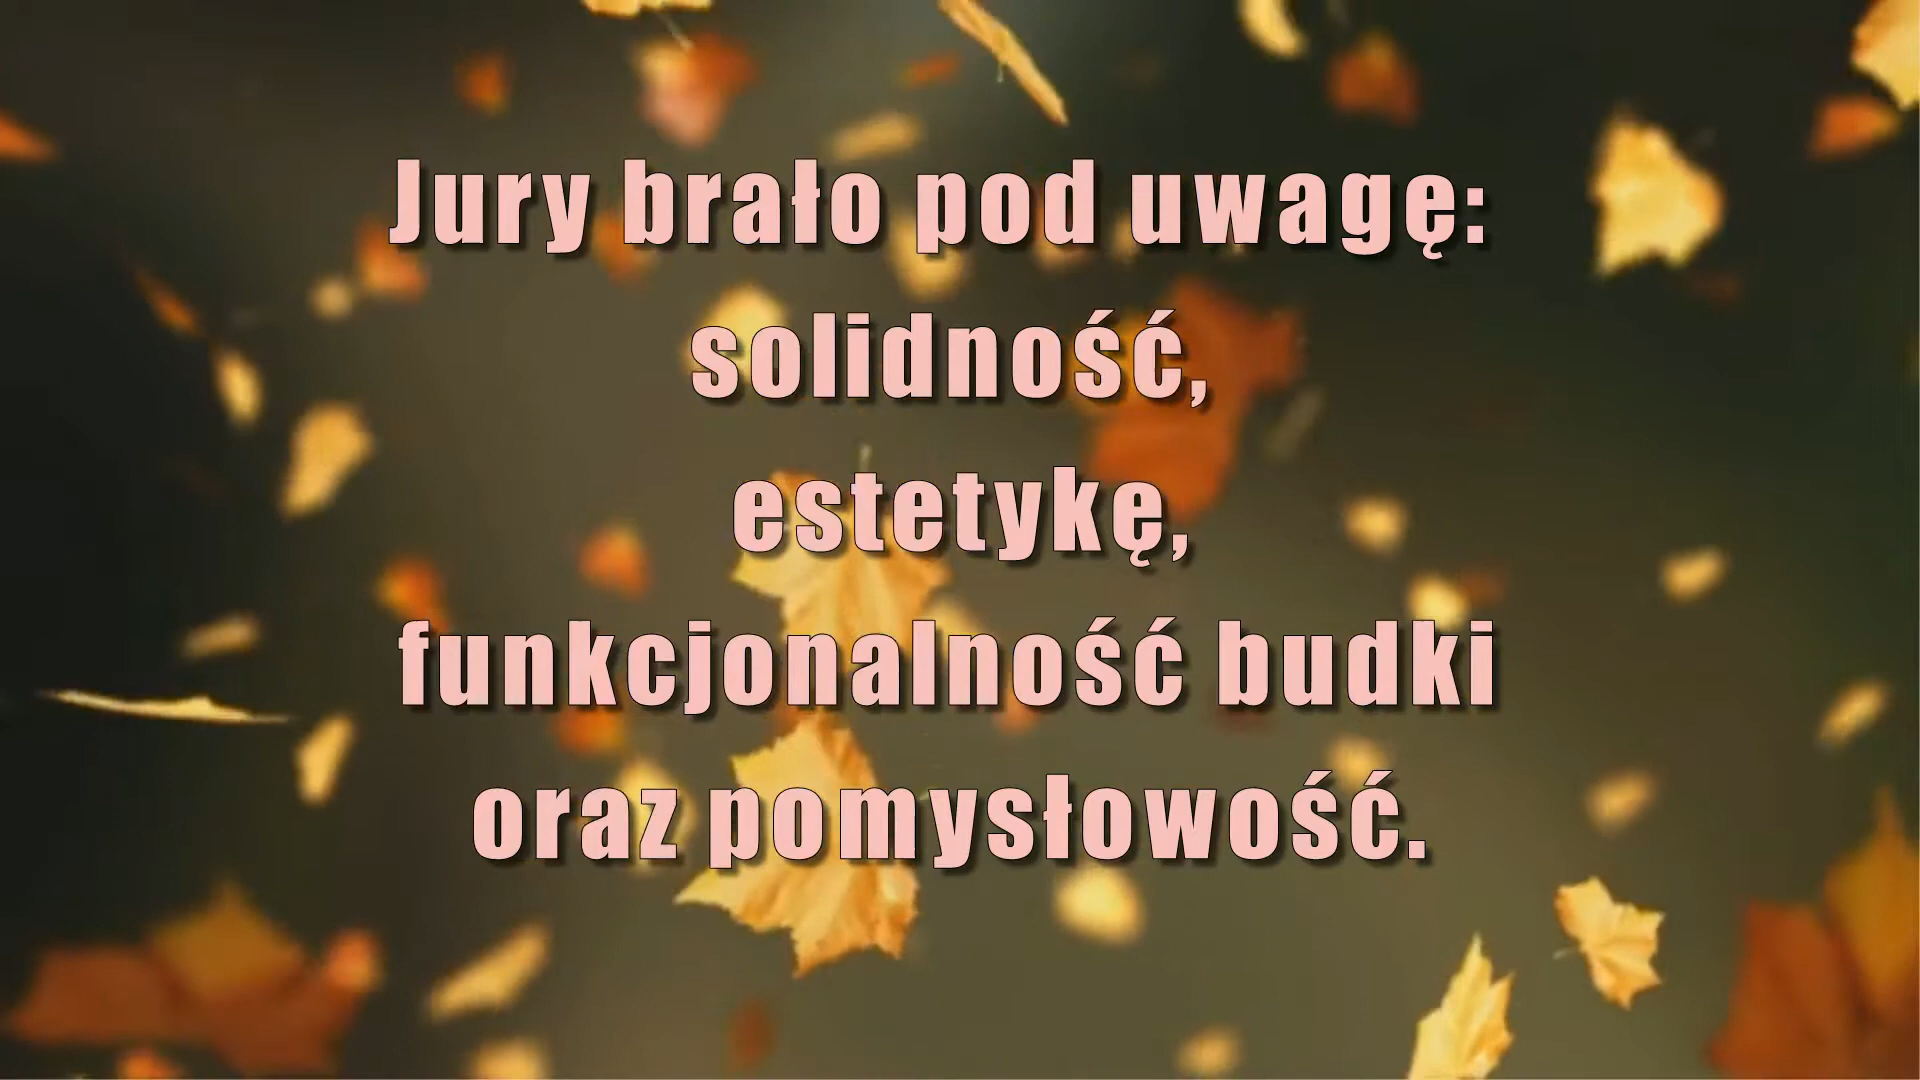 Jury brało pod uwagę:
solidność,
estetykę,
funkcjonalność budki
oraz pomysłowość.